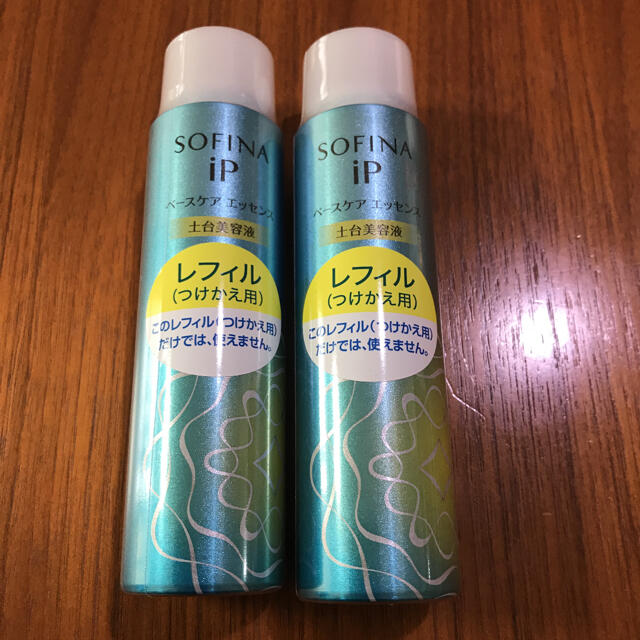 SOFINA
iP
ベースケア エッセンス
土台美容液
レフィル
(つけかえ用)
このレフィル(つけかえ用)
だけでは、使えません。
SOFINA
iP
ベースケア エッセンス
土台美容液
レフィル
(つけかえ用)
このレフィル(つけかえ用)
だけでは、使えません。